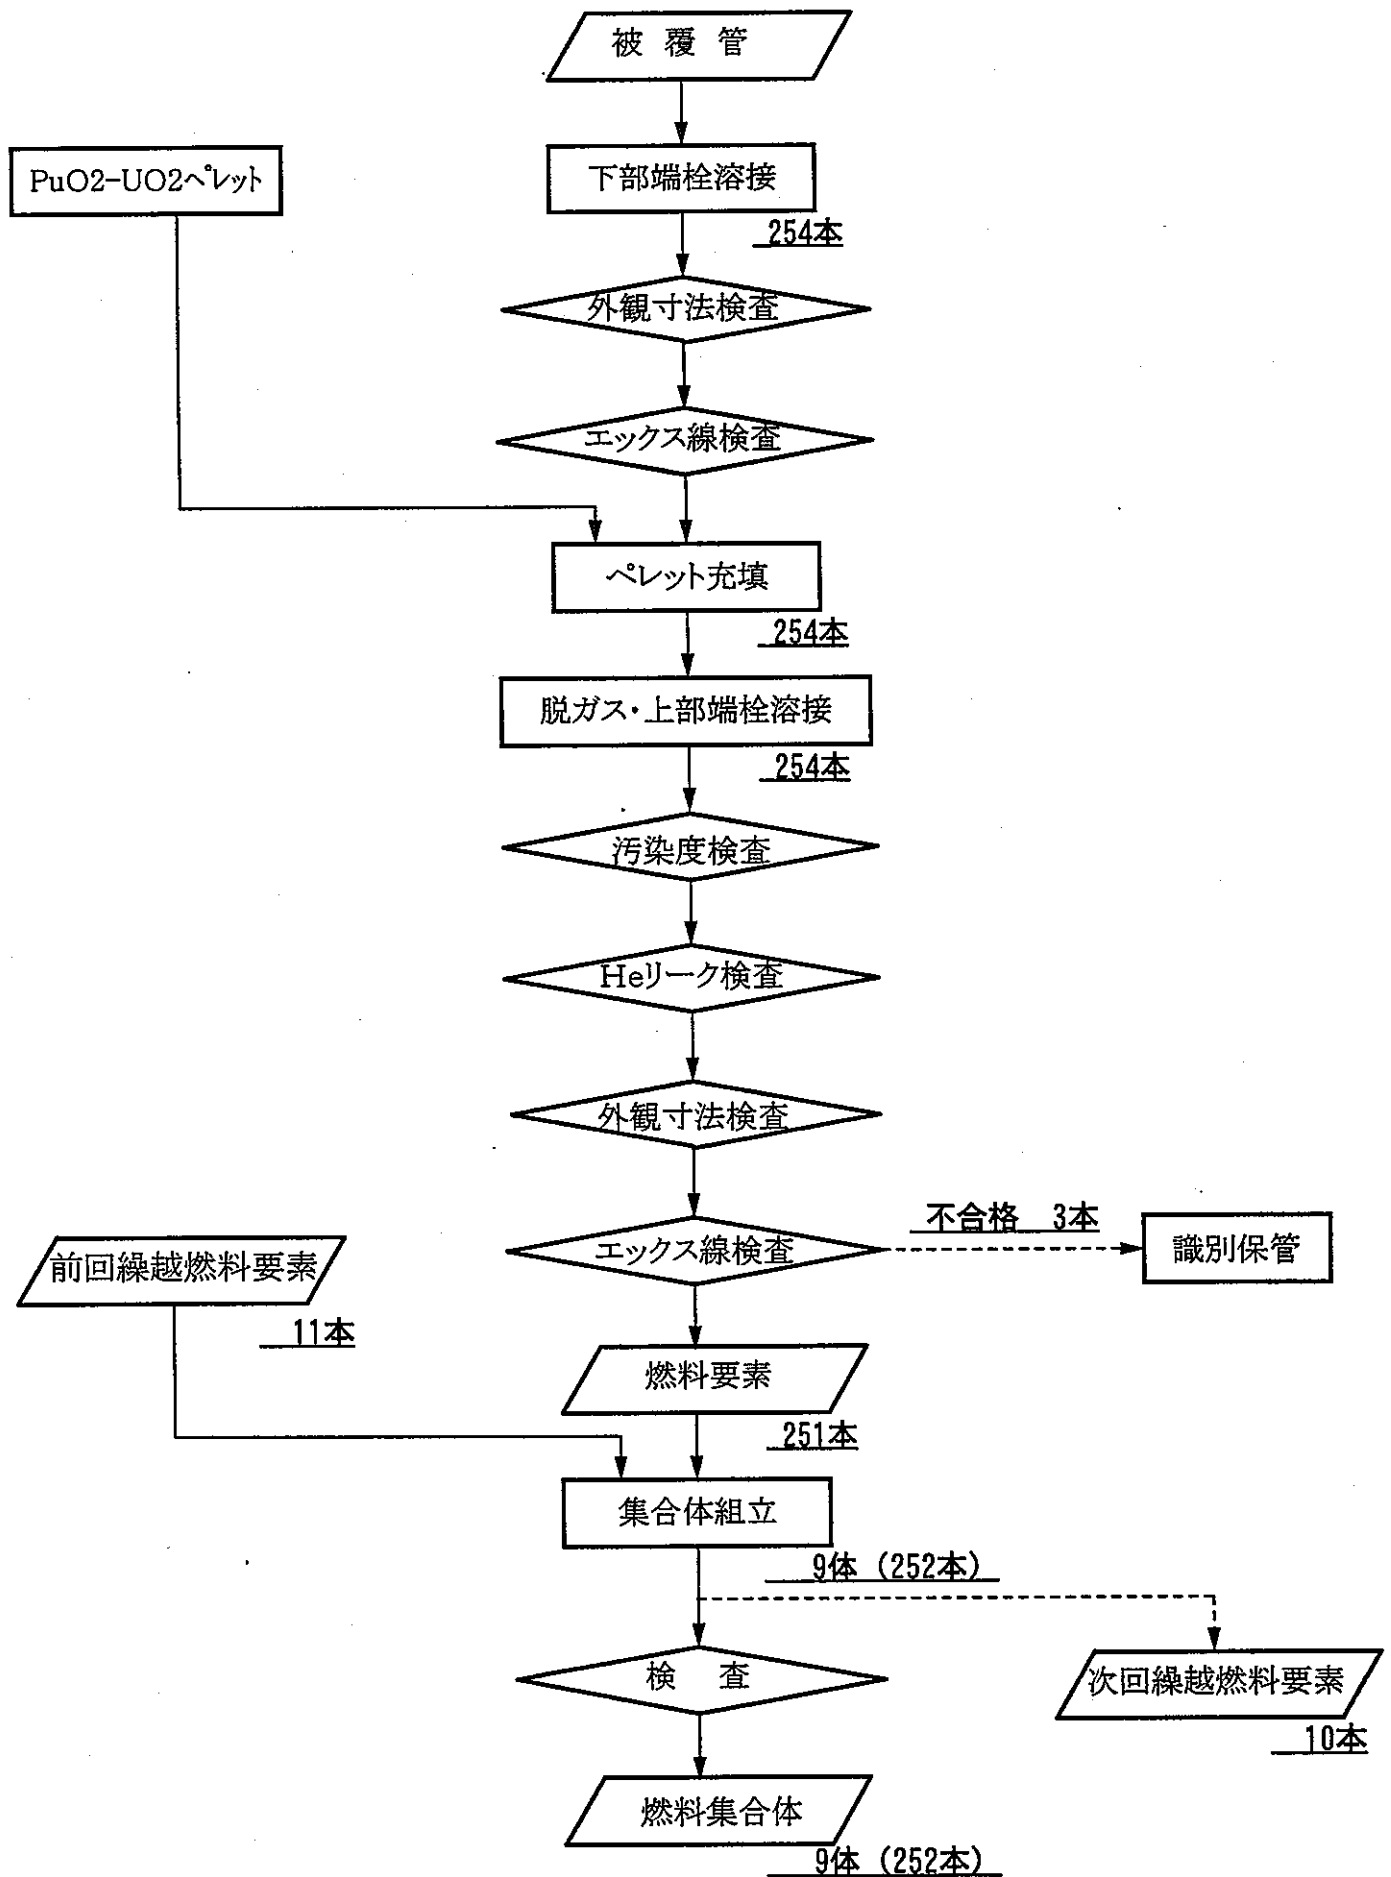 被 覆 管
PuO2-UO2ペレット
下部端栓溶接
254本
外観寸法検査
エックス線検査
ペレット充填
254本
脱ガス・上部端栓溶接
254本
汚染度検査
Heリーク検査
外観寸法検査
エックス線検査
不合格 3本
識別保管
前回繰越燃料要素
11本
燃料要素
251本
集合体組立
9体 (252本)
検 査
次回繰越燃料要素
10本
燃料集合体
9体 (252本)